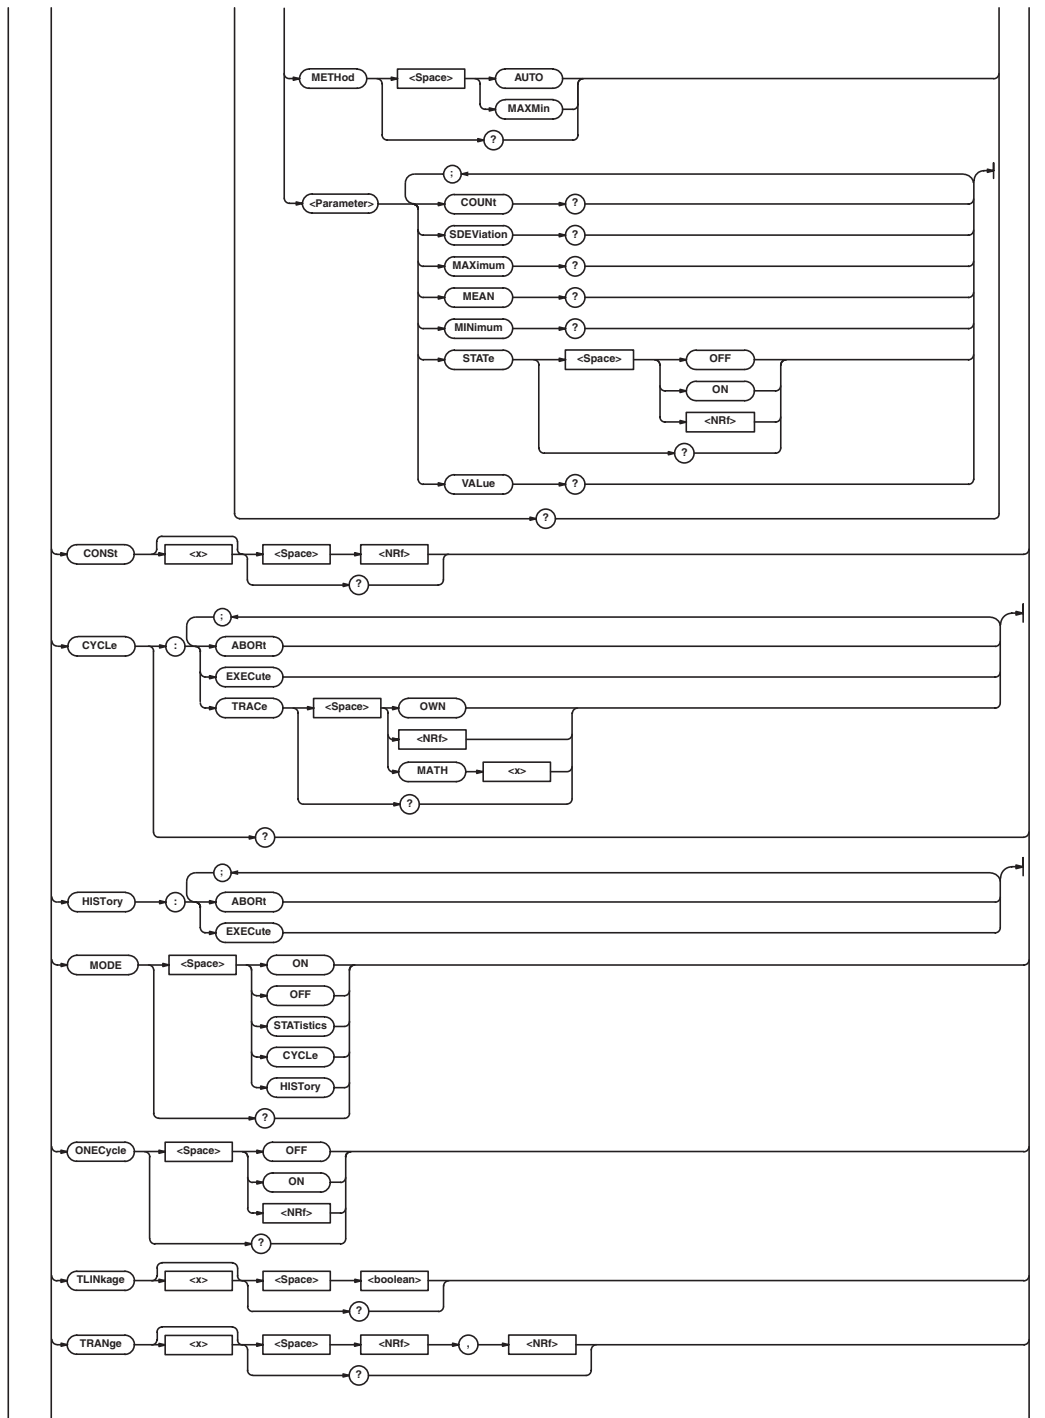 METHod <Space> AUTO
MAXMin
?
;
<Parameter> COUNt ?
SDEViation ?
MAXimum ?
MEAN ?
MINimum ?
STATe <Space> OFF
ON
<NRf>
?
VALue ?
?
CONSt <x> <Space> <NRf>
?
;
CYCLe : ABORt
EXECute
TRACe <Space> OWN
<NRf>
MATH <x>
?
?
;
HISTory : ABORt
EXECute
MODE <Space> ON
OFF
STATistics
CYCLe
HISTory
?
ONECycle <Space> OFF
ON
<NRf>
?
TLINkage <x> <Space> <boolean>
?
TRANge <x> <Space> <NRf> , <NRf>
?